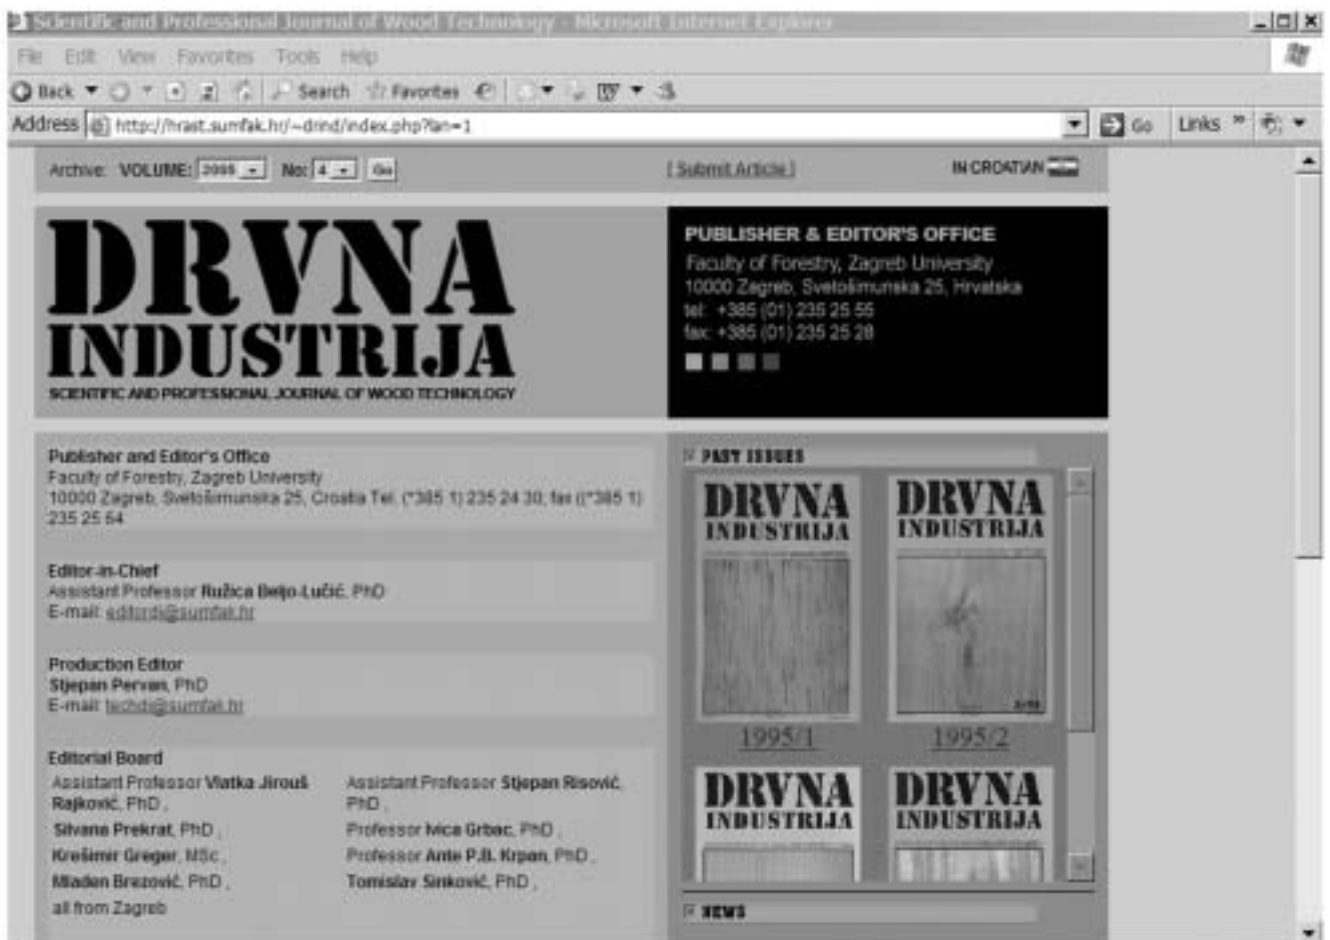 Scientific and Professional Journal of Wood Technology - Microsoft Internet Explorer
File Edit View Favorites Tools Help
Back Search Favorites
Address http://hrast.sumfak.hr/~drind/index.php?lan=1 Go Links »
Archive: VOLUME: No: 4 Go [ Submit Article ] IN CROATIAN
DRVNA
INDUSTRIJA
SCIENTIFIC AND PROFESSIONAL JOURNAL OF WOOD TECHNOLOGY
PUBLISHER & EDITOR'S OFFICE
Faculty of Forestry, Zagreb University
10000 Zagreb, Svetošimunska 25, Hrvatska
tel: +385 (01) 235 25 55
fax: +385 (01) 235 25 28
Publisher and Editor's Office
Faculty of Forestry, Zagreb University
10000 Zagreb, Svetošimunska 25, Croatia Tel. (*385 1) 235 24 30; fax ((*385 1)
235 25 64
Editor-in-Chief
Assistant Professor Ružica Beljo-Lučić, PhD
E-mail: editordi@sumfak.hr
Production Editor
Stjepan Pervan, PhD
E-mail: techdi@sumfak.hr
Editorial Board
Assistant Professor Vlatka Jirouš
Rajković, PhD ,
Silvana Prekrat, PhD ,
Krešimir Greger, MSc ,
Mladen Brezović, PhD ,
all from Zagreb
Assistant Professor Stjepan Risović,
PhD ,
Professor Ivica Grbac, PhD ,
Professor Ante P.B. Krpan, PhD ,
Tomislav Sinković, PhD ,
PAST ISSUES
DRVNA
INDUSTRIJA
1995/1
DRVNA
INDUSTRIJA
1995/2
DRVNA
INDUSTRIJA
DRVNA
INDUSTRIJA
NEWS